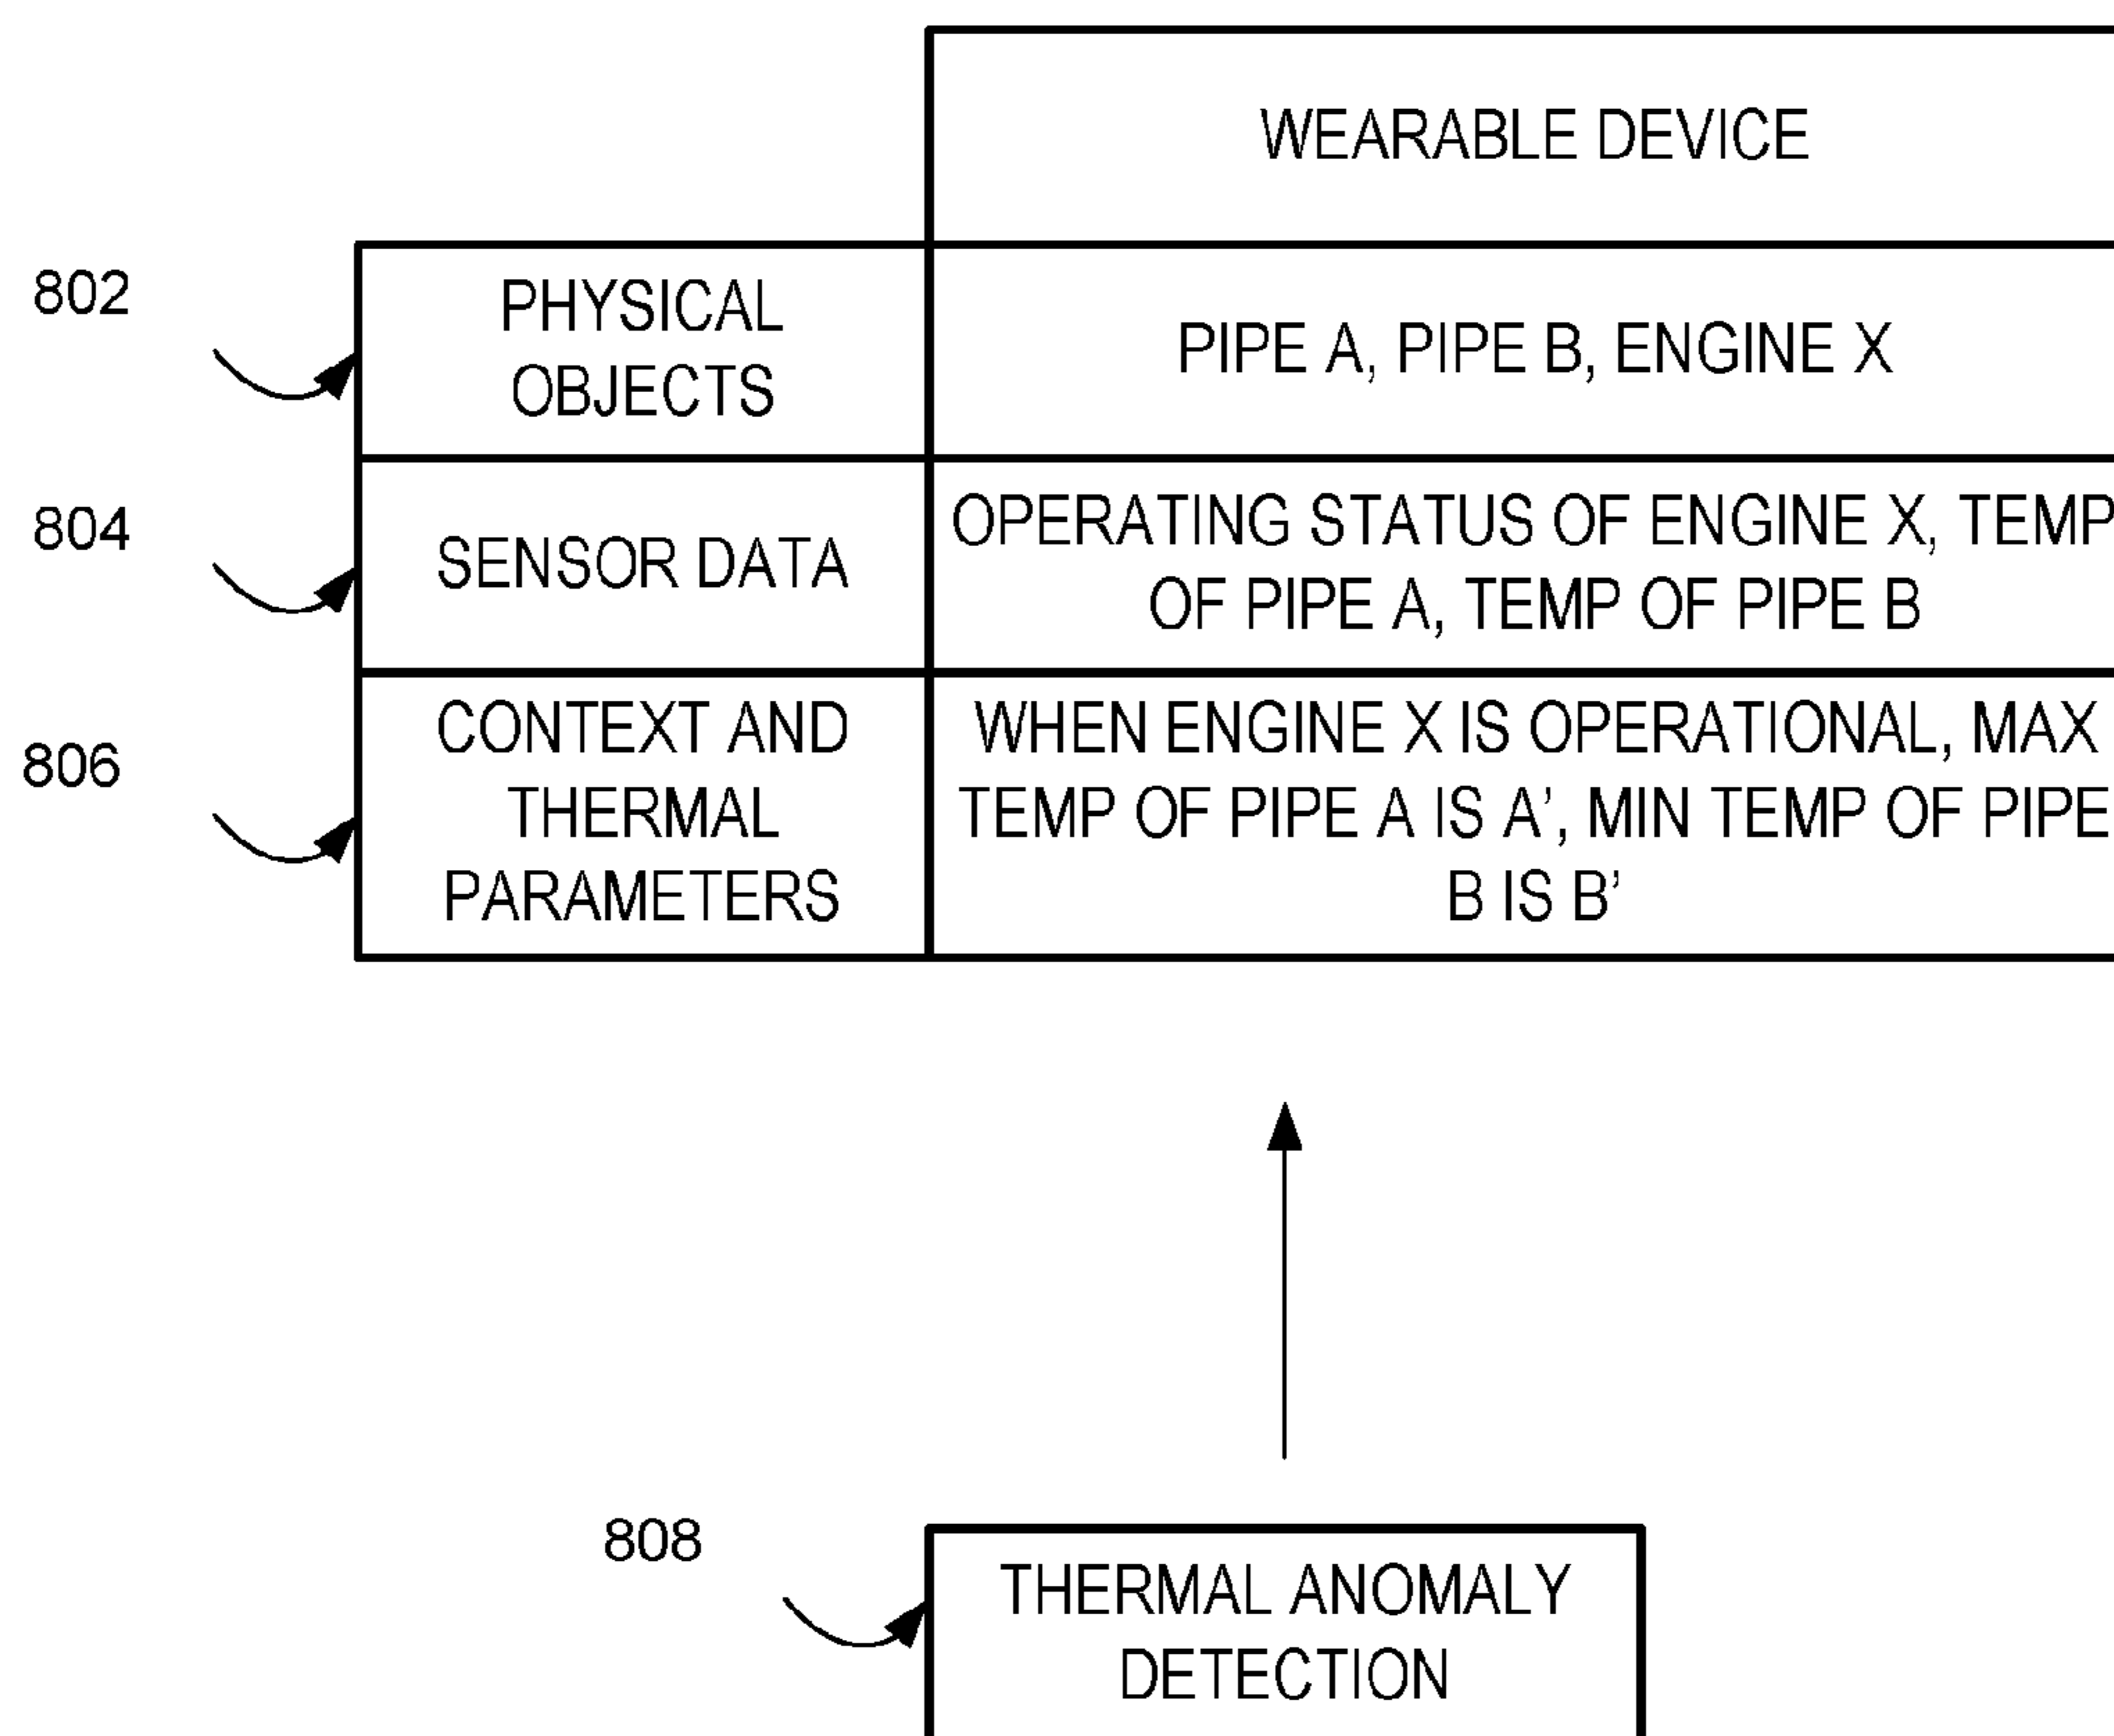 WEARABLE DEVICE
802
PHYSICAL
OBJECTS
PIPE A, PIPE B, ENGINE X
804
SENSOR DATA
OPERATING STATUS OF ENGINE X, TEMP
OF PIPE A, TEMP OF PIPE B
806
CONTEXT AND
THERMAL
PARAMETERS
WHEN ENGINE X IS OPERATIONAL, MAX
TEMP OF PIPE A IS A’, MIN TEMP OF PIPE
B IS B’
808
THERMAL ANOMALY
DETECTION